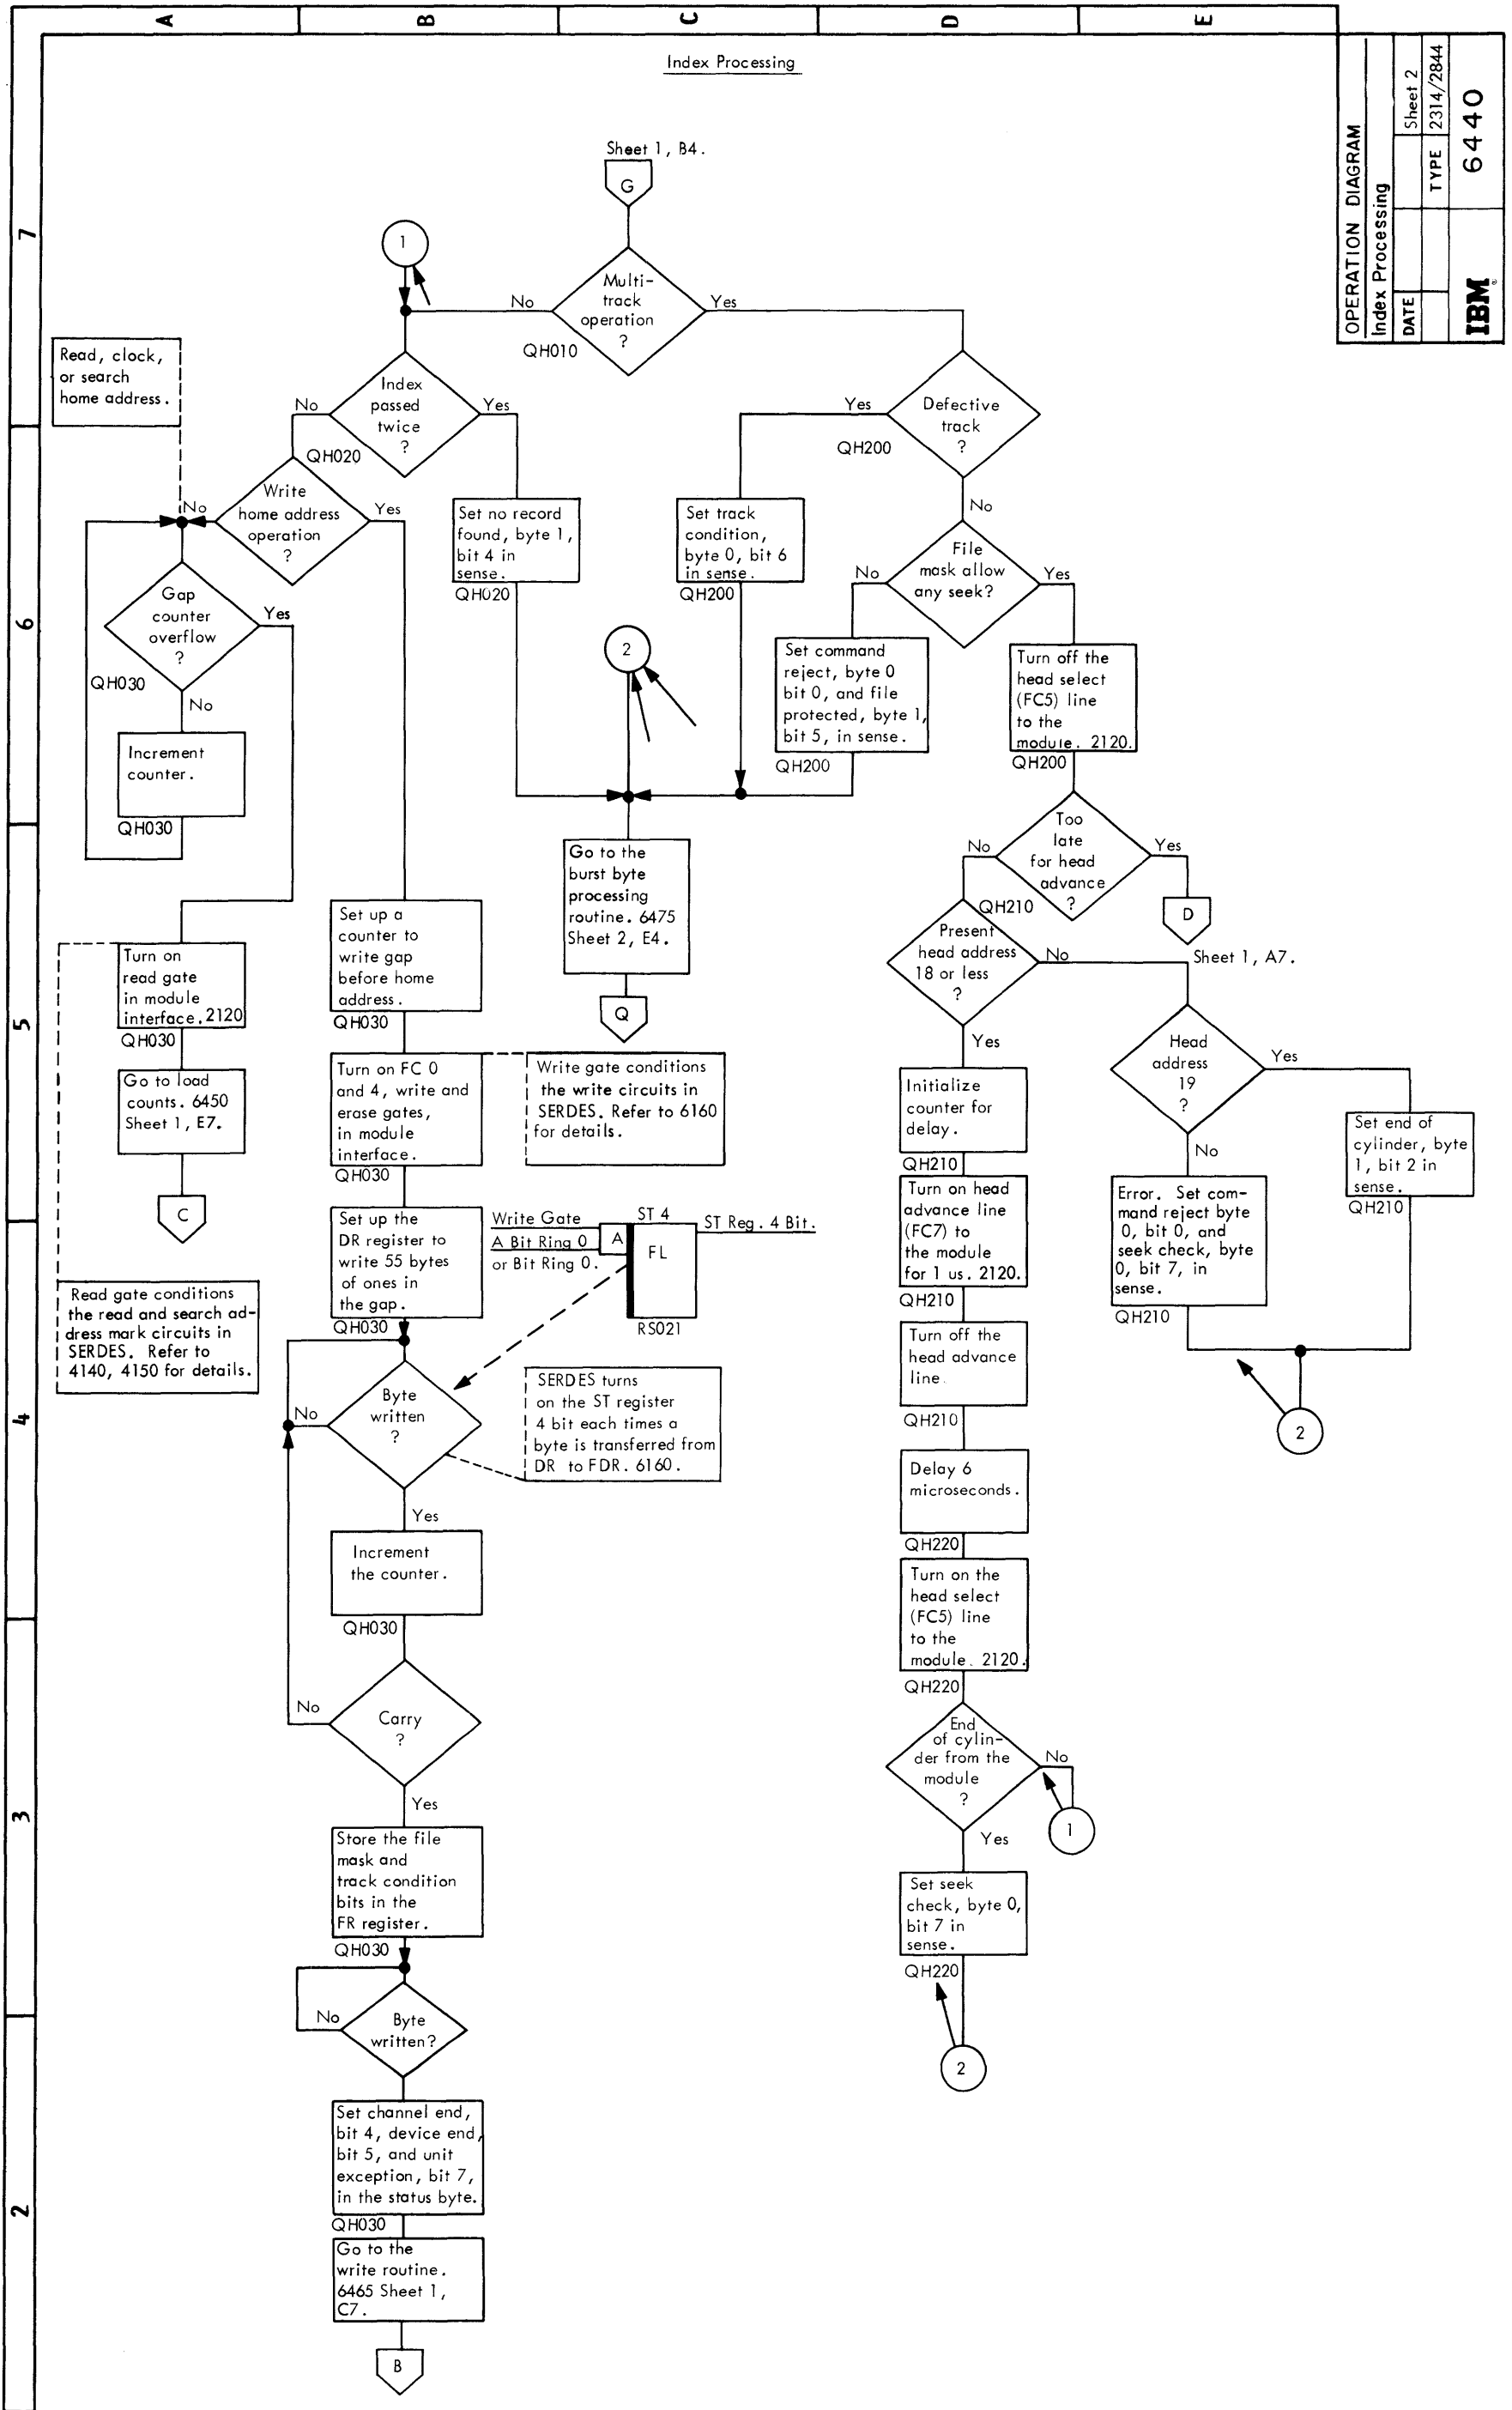 A
B
C
D
E
7
6
5
4
3
2
OPERATION DIAGRAM
Index Processing
DATE
Sheet 2
TYPE
2314/2844
IBM®
6440
Index Processing
Sheet 1, B4.
G
1
Multi-
track
operation
?
No
Yes
QH010
Read, clock,
or search
home address.
Index
passed
twice
?
No
Yes
QH020
Defective
track
?
Yes
No
QH200
Write
home address
operation
?
No
Yes
Set no record
found, byte 1,
bit 4 in
sense.
QH020
Set track
condition,
byte 0, bit 6
in sense.
QH200
File
mask allow
any seek?
No
Yes
Gap
counter
overflow
?
Yes
QH030
No
Increment
counter.
QH030
2
Set command
reject, byte 0
bit 0, and file
protected, byte 1,
bit 5, in sense.
QH200
Turn off the
head select
(FC5) line
to the
module. 2120.
QH200
Too
late
for head
advance
?
No
Yes
QH210
D
Sheet 1, A7.
Go to the
burst byte
processing
routine. 6475
Sheet 2, E4.
Q
Set up a
counter to
write gap
before home
address.
QH030
Turn on
read gate
in module
interface. 2120
QH030
Go to load
counts. 6450
Sheet 1, E7.
C
Read gate conditions
the read and search ad-
dress mark circuits in
SERDES. Refer to
4140, 4150 for details.
Turn on FC 0
and 4, write and
erase gates,
in module
interface.
QH030
Write gate conditions
the write circuits in
SERDES. Refer to 6160
for details.
Set up the
DR register to
write 55 bytes
of ones in
the gap.
QH030
Write Gate
A Bit Ring 0
or Bit Ring 0.
A
ST 4
FL
ST Reg. 4 Bit.
RS021
Byte
written
?
No
Yes
SERDES turns
on the ST register
4 bit each times a
byte is transferred from
DR to FDR. 6160.
Increment
the counter.
QH030
Carry
?
No
Yes
Store the file
mask and
track condition
bits in the
FR register.
QH030
Byte
written?
No
Set channel end,
bit 4, device end,
bit 5, and unit
exception, bit 7,
in the status byte.
QH030
Go to the
write routine.
6465 Sheet 1,
C7.
B
Present
head address
18 or less
?
No
Yes
Initialize
counter for
delay.
QH210
Turn on head
advance line
(FC7) to
the module
for 1 us. 2120.
QH210
Turn off the
head advance
line.
QH210
Delay 6
microseconds.
QH220
Turn on the
head select
(FC5) line
to the
module. 2120.
QH220
End
of cylin-
der from the
module
?
No
1
Yes
Set seek
check, byte 0,
bit 7 in
sense.
QH220
2
Head
address
19
?
Yes
No
Error. Set com-
mand reject byte
0, bit 0, and
seek check, byte
0, bit 7, in
sense.
QH210
Set end of
cylinder, byte
1, bit 2 in
sense.
QH210
2